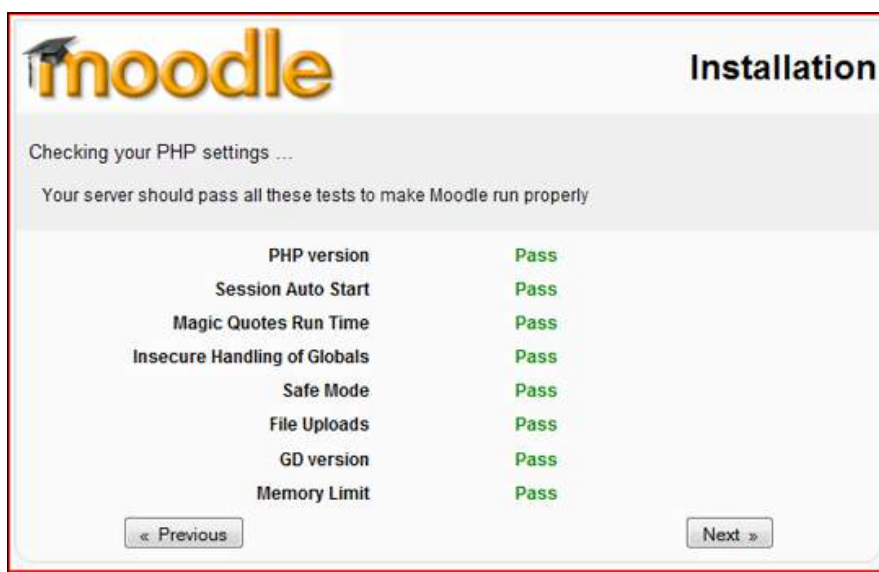 moodle Installation
Checking your PHP settings ...
Your server should pass all these tests to make Moodle run properly
PHP version Pass
Session Auto Start Pass
Magic Quotes Run Time Pass
Insecure Handling of Globals Pass
Safe Mode Pass
File Uploads Pass
GD version Pass
Memory Limit Pass
« Previous Next »